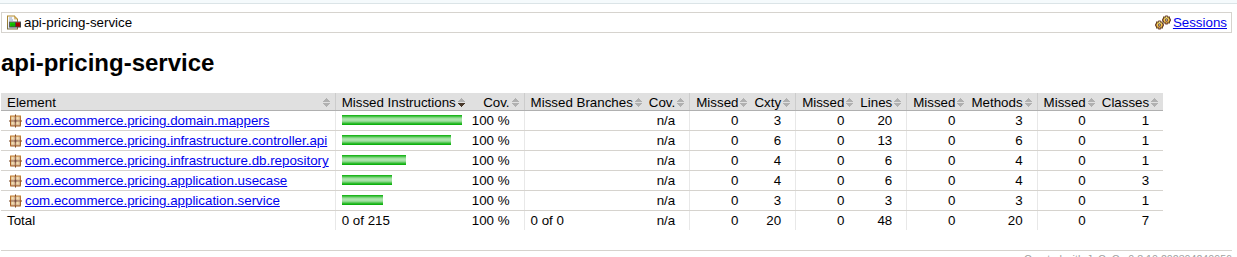 api-pricing-service Sessions
api-pricing-service
Element Missed Instructions Cov. Missed Branches Cov. Missed Cxty Missed Lines Missed Methods Missed Classes
com.ecommerce.pricing.domain.mappers 100 % n/a 0 3 0 20 0 3 0 1
com.ecommerce.pricing.infrastructure.controller.api 100 % n/a 0 6 0 13 0 6 0 1
com.ecommerce.pricing.infrastructure.db.repository 100 % n/a 0 4 0 6 0 4 0 1
com.ecommerce.pricing.application.usecase 100 % n/a 0 4 0 6 0 4 0 3
com.ecommerce.pricing.application.service 100 % n/a 0 3 0 3 0 3 0 1
Total 0 of 215 100 % 0 of 0 n/a 0 20 0 48 0 20 0 7